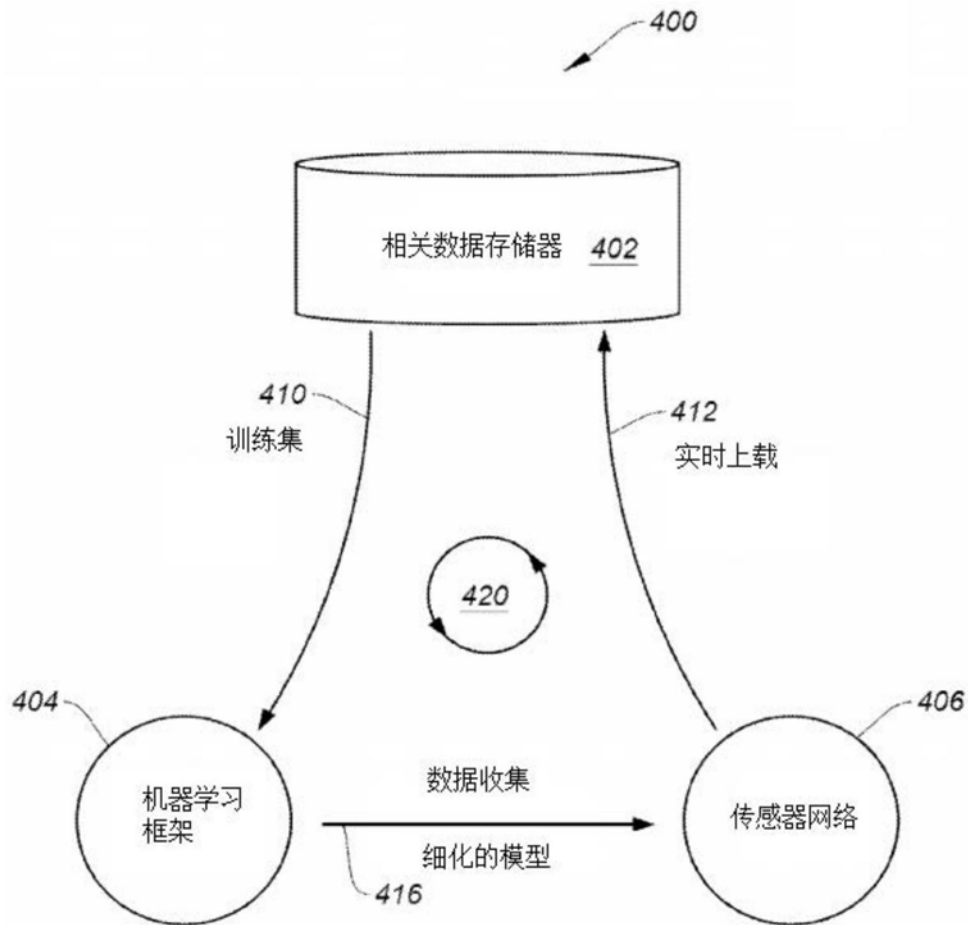 400
相关数据存储器 402
410
训练集
412
实时上载
420
404
406
机器学习
框架
数据收集
细化的模型
416
传感器网络